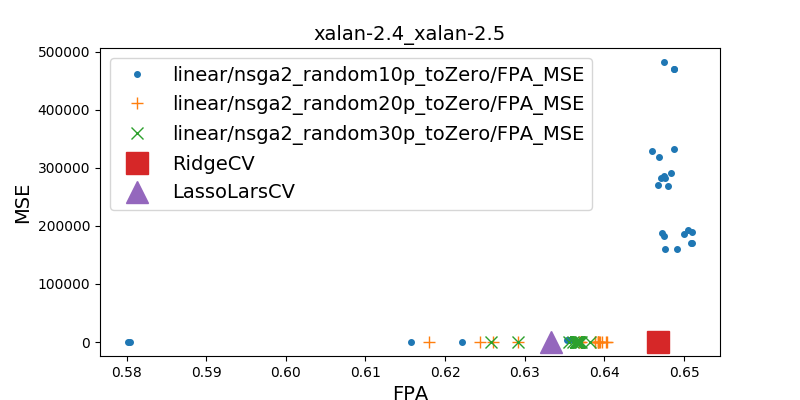 xalan-2.4_xalan-2.5
500000
400000
300000
200000
100000
0
MSE
linear/nsga2_random10p_toZero/FPA_MSE
linear/nsga2_random20p_toZero/FPA_MSE
linear/nsga2_random30p_toZero/FPA_MSE
RidgeCV
LassoLarsCV
0.58 0.59 0.60 0.61 0.62 0.63 0.64 0.65
FPA